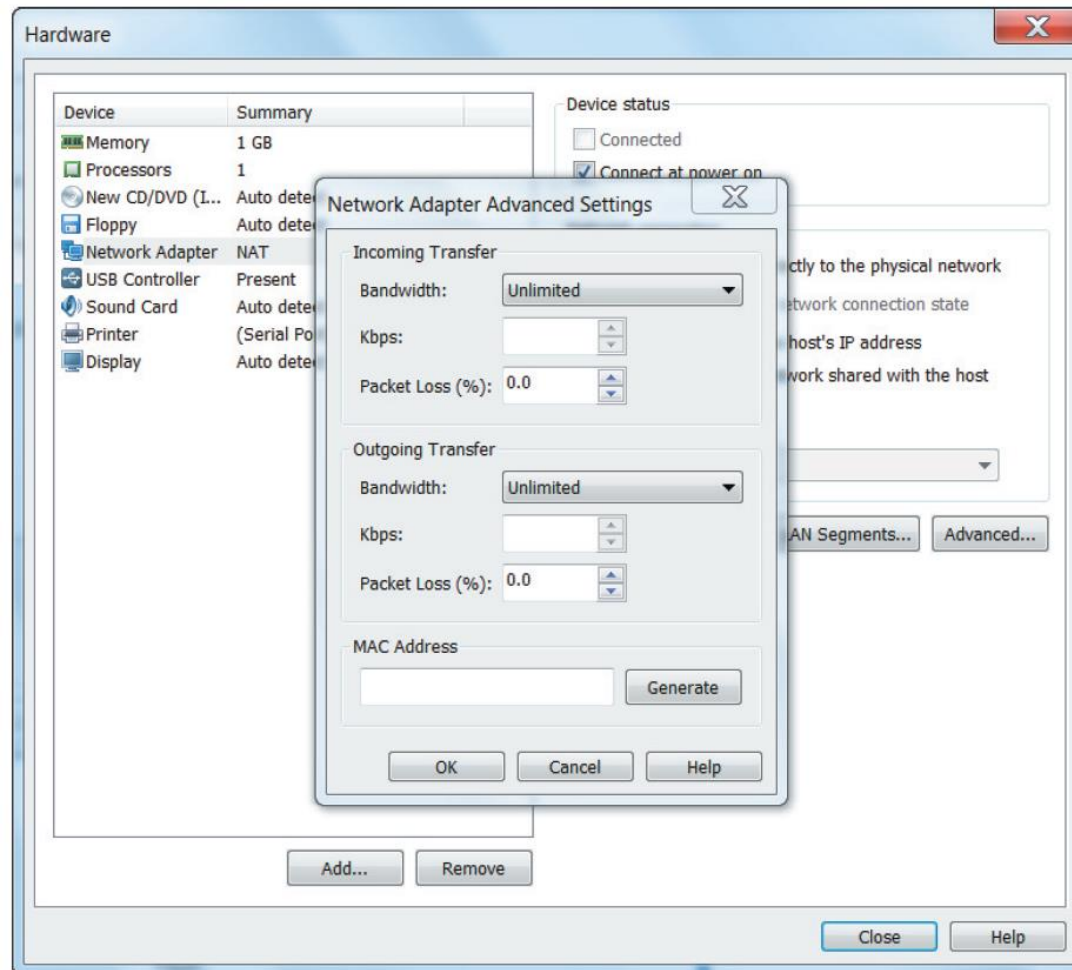 Hardware
Device Summary
Memory 1 GB
Processors 1
New CD/DVD (I... Auto dete
Floppy Auto dete
Network Adapter NAT
USB Controller Present
Sound Card Auto dete
Printer (Serial Po
Display Auto dete
Add... Remove
Device status
Connected
Connect at power on
ctly to the physical network
etwork connection state
host's IP address
work shared with the host
AN Segments... Advanced...
Network Adapter Advanced Settings
Incoming Transfer
Bandwidth: Unlimited
Kbps:
Packet Loss (%): 0.0
Outgoing Transfer
Bandwidth: Unlimited
Kbps:
Packet Loss (%): 0.0
MAC Address
Generate
OK Cancel Help
Close Help